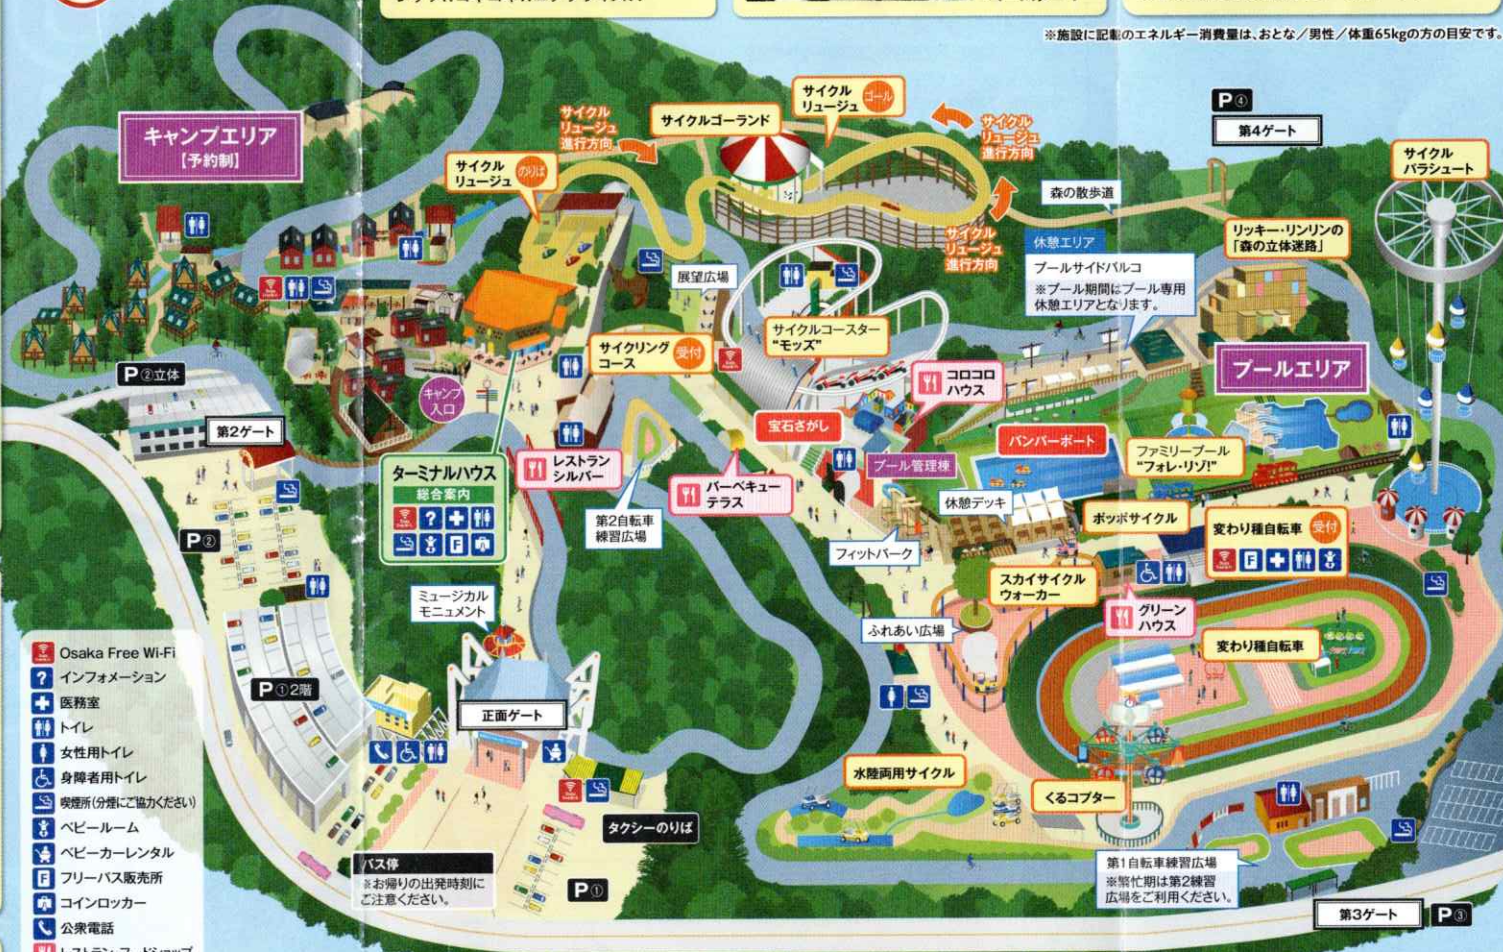 ※施設に記載のエネルギー消費量は、おとな／男性／体重65kgの方の目安です。
キャンプエリア
【予約制】
サイクル
リュージュ
のりば
サイクル
リュージュ
進行方向
サイクルゴーランド
サイクル
リュージュ
ゴール
サイクル
リュージュ
進行方向
P④
第4ゲート
サイクル
パラシュート
森の散歩道
サイクル
リュージュ
進行方向
休憩エリア
プールサイドバルコ
※プール期間はプール専用
休憩エリアとなります。
リッキー・リンリンの
「森の立体迷路」
展望広場
サイクルコースター
“モッズ”
サイクリング
コース
受付
コロコロ
ハウス
プールエリア
P②立体
キャンプ
入口
第2ゲート
宝石さがし
バンパーボート
ファミリープール
“フォレ・リゾ!”
ターミナルハウス
総合案内
?
F
レストラン
シルバー
バーベキュー
テラス
プール管理棟
第2自転車
練習広場
休憩デッキ
ポッポサイクル
変わり種自転車
受付
F
P②
フィットパーク
スカイサイクル
ウォーカー
グリーン
ハウス
ミュージカル
モニュメント
ふれあい広場
変わり種自転車
P①2階
正面ゲート
水陸両用サイクル
くるコプター
タクシーのりば
バス停
※お帰りの出発時刻に
ご注意ください。
P①
第1自転車練習広場
※繁忙期は第2練習
広場をご利用ください。
第3ゲート
P③
Osaka Free Wi-Fi
? インフォメーション
医務室
トイレ
女性用トイレ
身障者用トイレ
喫煙所(分煙にご協力ください)
ベビールーム
ベビーカーレンタル
F フリーパス販売所
コインロッカー
公衆電話
レストラン・フードショップ